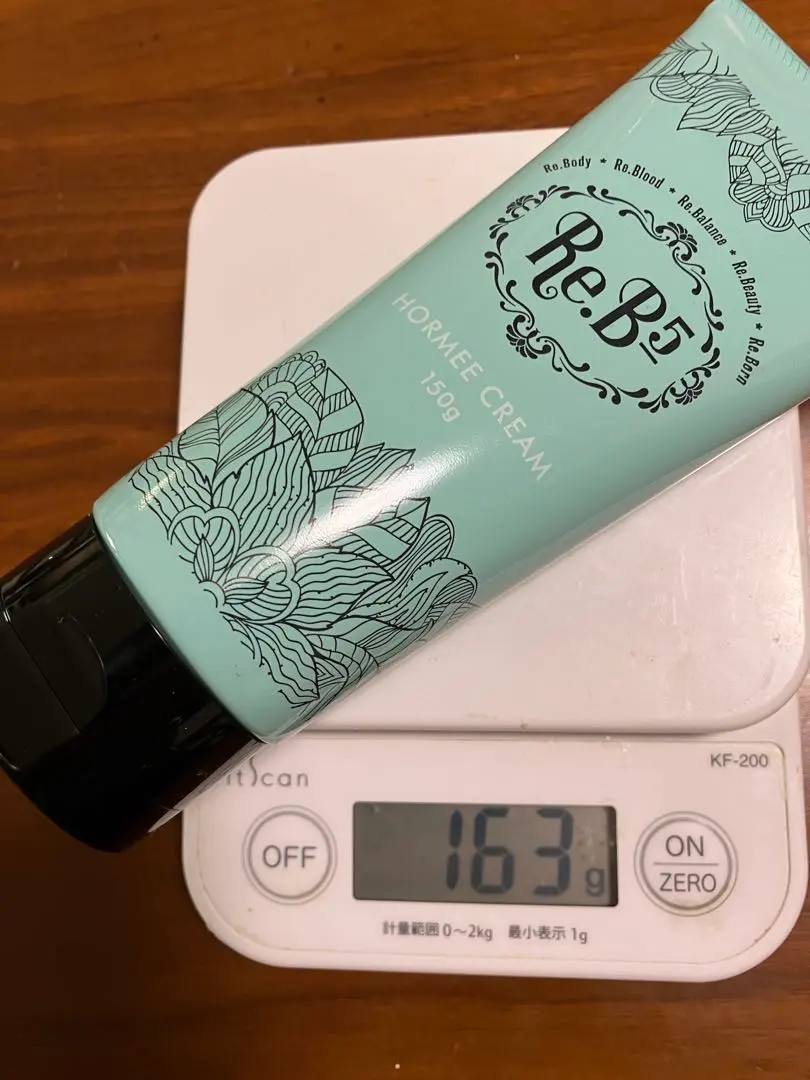 Re.Body * Re.Blood * Re.Balance * Re.Beauty * Re.Born
Re.B5
HORMEE CREAM
150g
itScan
KF-200
OFF
163g
ON
ZERO
計量範囲 0～2kg 最小表示 1g